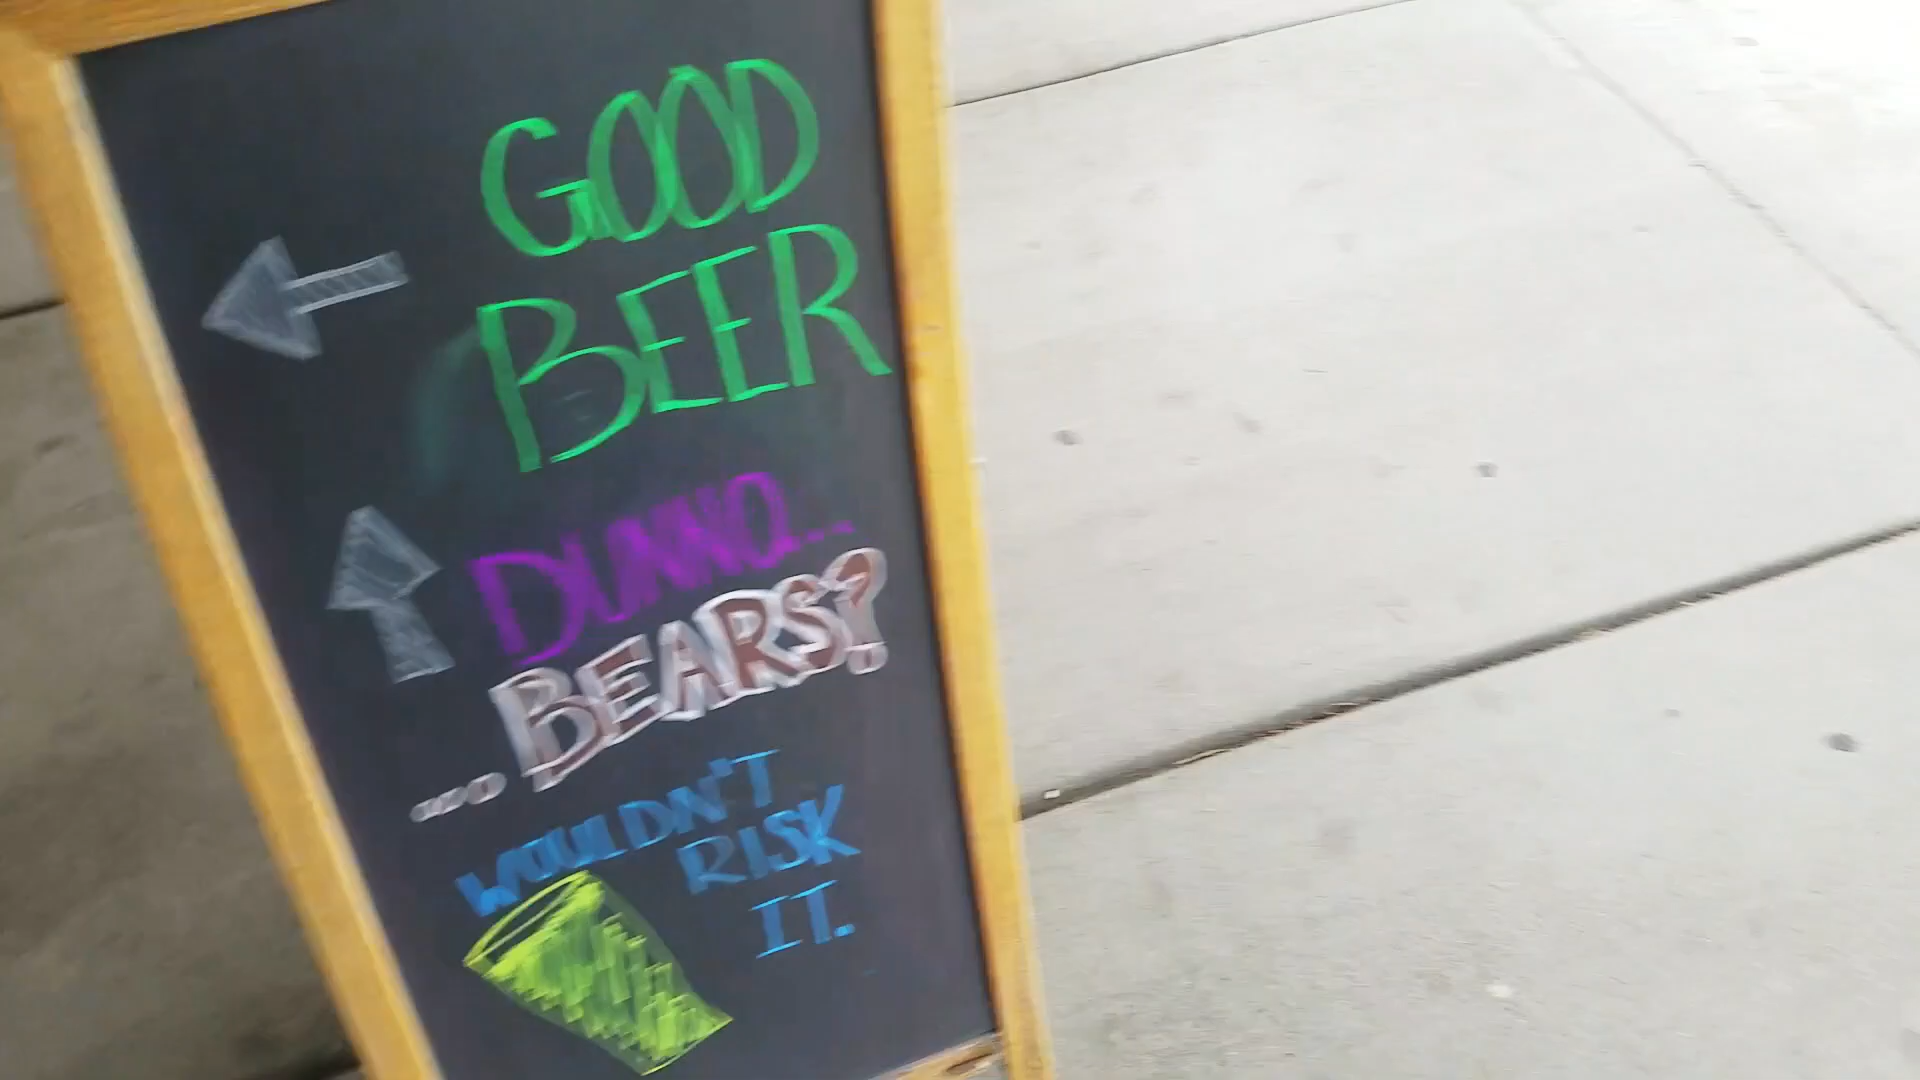 GOOD
BEER
DUNNO...
...BEARS?
WOULDN'T
RISK
IT.